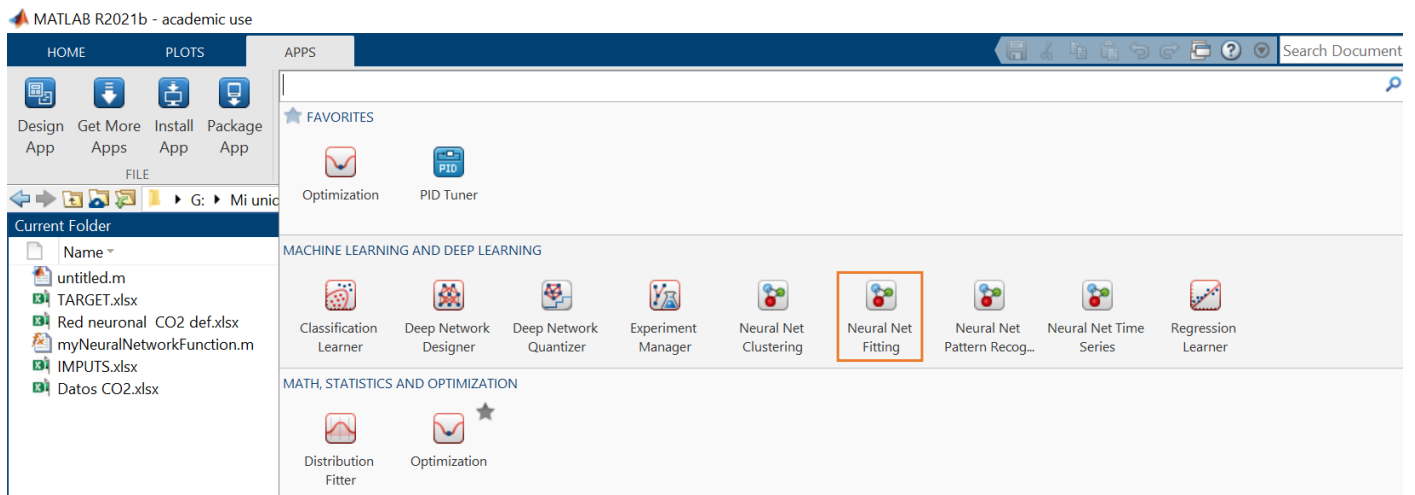 MATLAB R2021b - academic use
HOME PLOTS APPS
Search Document
Design App Get More Apps Install App Package App
FILE
FAVORITES
Optimization PID Tuner
PID
G: Mi unid
Current Folder
Name
untitled.m
TARGET.xlsx
Red neuronal CO2 def.xlsx
myNeuralNetworkFunction.m
IMPUTS.xlsx
Datos CO2.xlsx
MACHINE LEARNING AND DEEP LEARNING
Classification Learner
Deep Network Designer
Deep Network Quantizer
Experiment Manager
Neural Net Clustering
Neural Net Fitting
Neural Net Pattern Recog...
Neural Net Time Series
Regression Learner
MATH, STATISTICS AND OPTIMIZATION
Distribution Fitter
Optimization